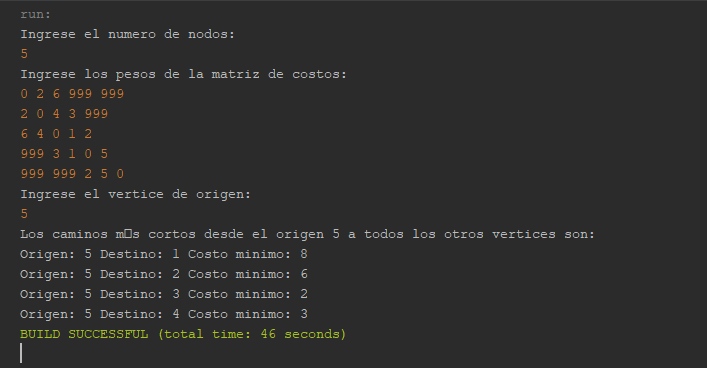 run:
Ingrese el numero de nodos:
5
Ingrese los pesos de la matriz de costos:
0 2 6 999 999
2 0 4 3 999
6 4 0 1 2
999 3 1 0 5
999 999 2 5 0
Ingrese el vertice de origen:
5
Los caminos m□s cortos desde el origen 5 a todos los otros vertices son:
Origen: 5 Destino: 1 Costo minimo: 8
Origen: 5 Destino: 2 Costo minimo: 6
Origen: 5 Destino: 3 Costo minimo: 2
Origen: 5 Destino: 4 Costo minimo: 3
BUILD SUCCESSFUL (total time: 46 seconds)